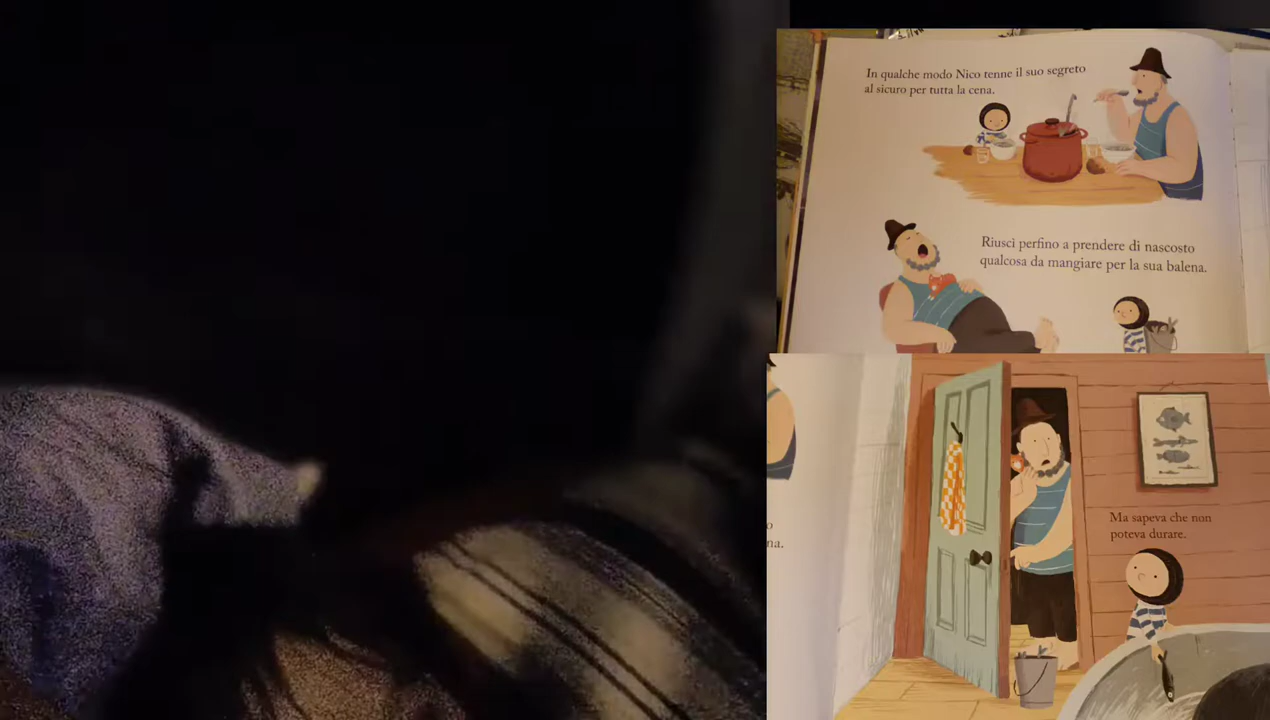 In qualche modo Nico tenne il suo segreto
al sicuro per tutta la cena.
Riuscì perfino a prendere di nascosto
qualcosa da mangiare per la sua balena.
o
na.
Ma sapeva che non
poteva durare.